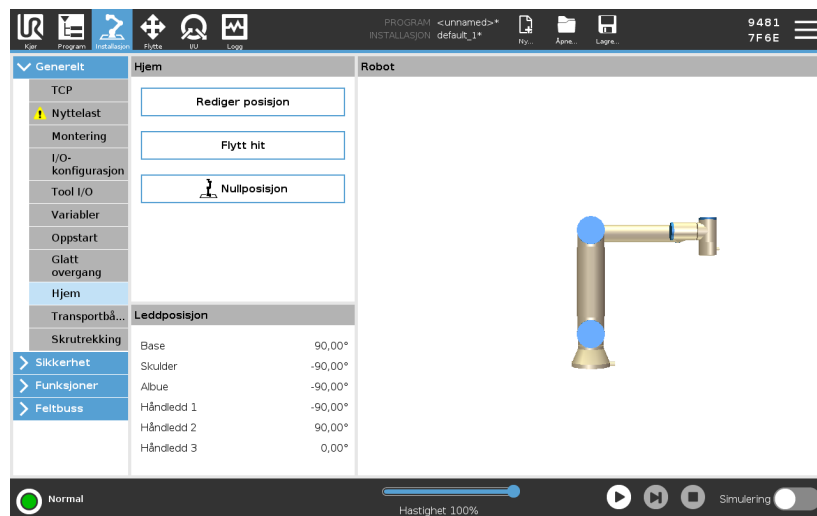 PROGRAM <unnamed>*
INSTALLASJON default_1*
Kjør Program Installasjon Flytte I/U Logg
Ny... Åpne... Lagre...
9481
7F6E
Generelt
TCP
Nyttelast
Montering
I/O-
konfigurasjon
Tool I/O
Variabler
Oppstart
Glatt
overgang
Hjem
Transportbå...
Skrutrekking
Sikkerhet
Funksjoner
Feltbuss
Hjem
Rediger posisjon
Flytt hit
Nullposisjon
Leddposisjon
Base 90,00°
Skulder -90,00°
Albue -90,00°
Håndledd 1 -90,00°
Håndledd 2 90,00°
Håndledd 3 0,00°
Robot
Normal
Hastighet 100%
Simulering